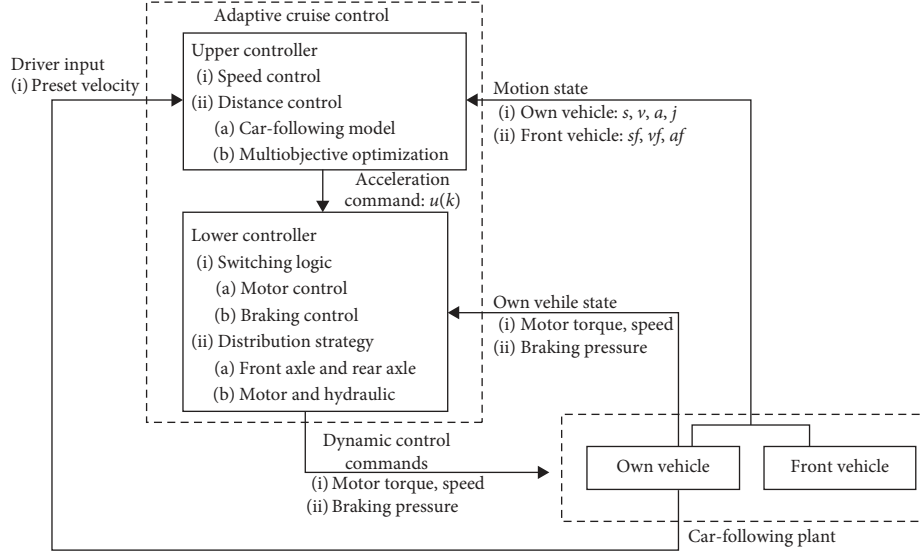 Adaptive cruise control
Driver input
(i) Preset velocity
Upper controller
(i) Speed control
(ii) Distance control
(a) Car-following model
(b) Multiobjective optimization
Motion state
(i) Own vehicle: s, v, a, j
(ii) Front vehicle: sf, vf, af
Acceleration
command: u(k)
Lower controller
(i) Switching logic
(a) Motor control
(b) Braking control
(ii) Distribution strategy
(a) Front axle and rear axle
(b) Motor and hydraulic
Own vehile state
(i) Motor torque, speed
(ii) Braking pressure
Dynamic control
commands
(i) Motor torque, speed
(ii) Braking pressure
Own vehicle
Front vehicle
Car-following plant